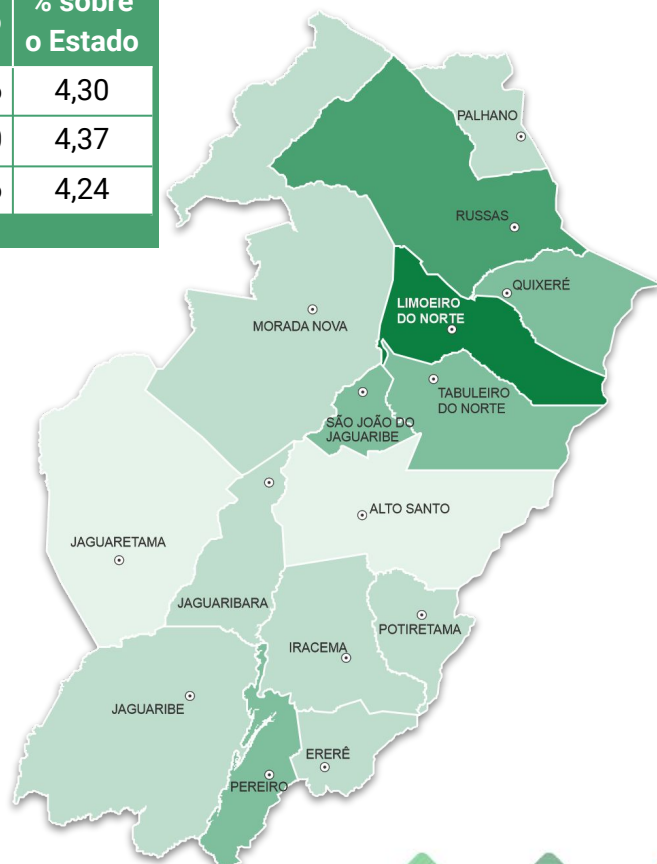 % sobre
o Estado
4,30
4,37
4,24
PALHANO
RUSSAS
QUIXERÉ
LIMOEIRO
DO NORTE
MORADA NOVA
TABULEIRO
DO NORTE
SÃO JOÃO DO
JAGUARIBE
ALTO SANTO
JAGUARETAMA
JAGUARIBARA
POTIRETAMA
IRACEMA
JAGUARIBE
ERERÊ
PEREIRO